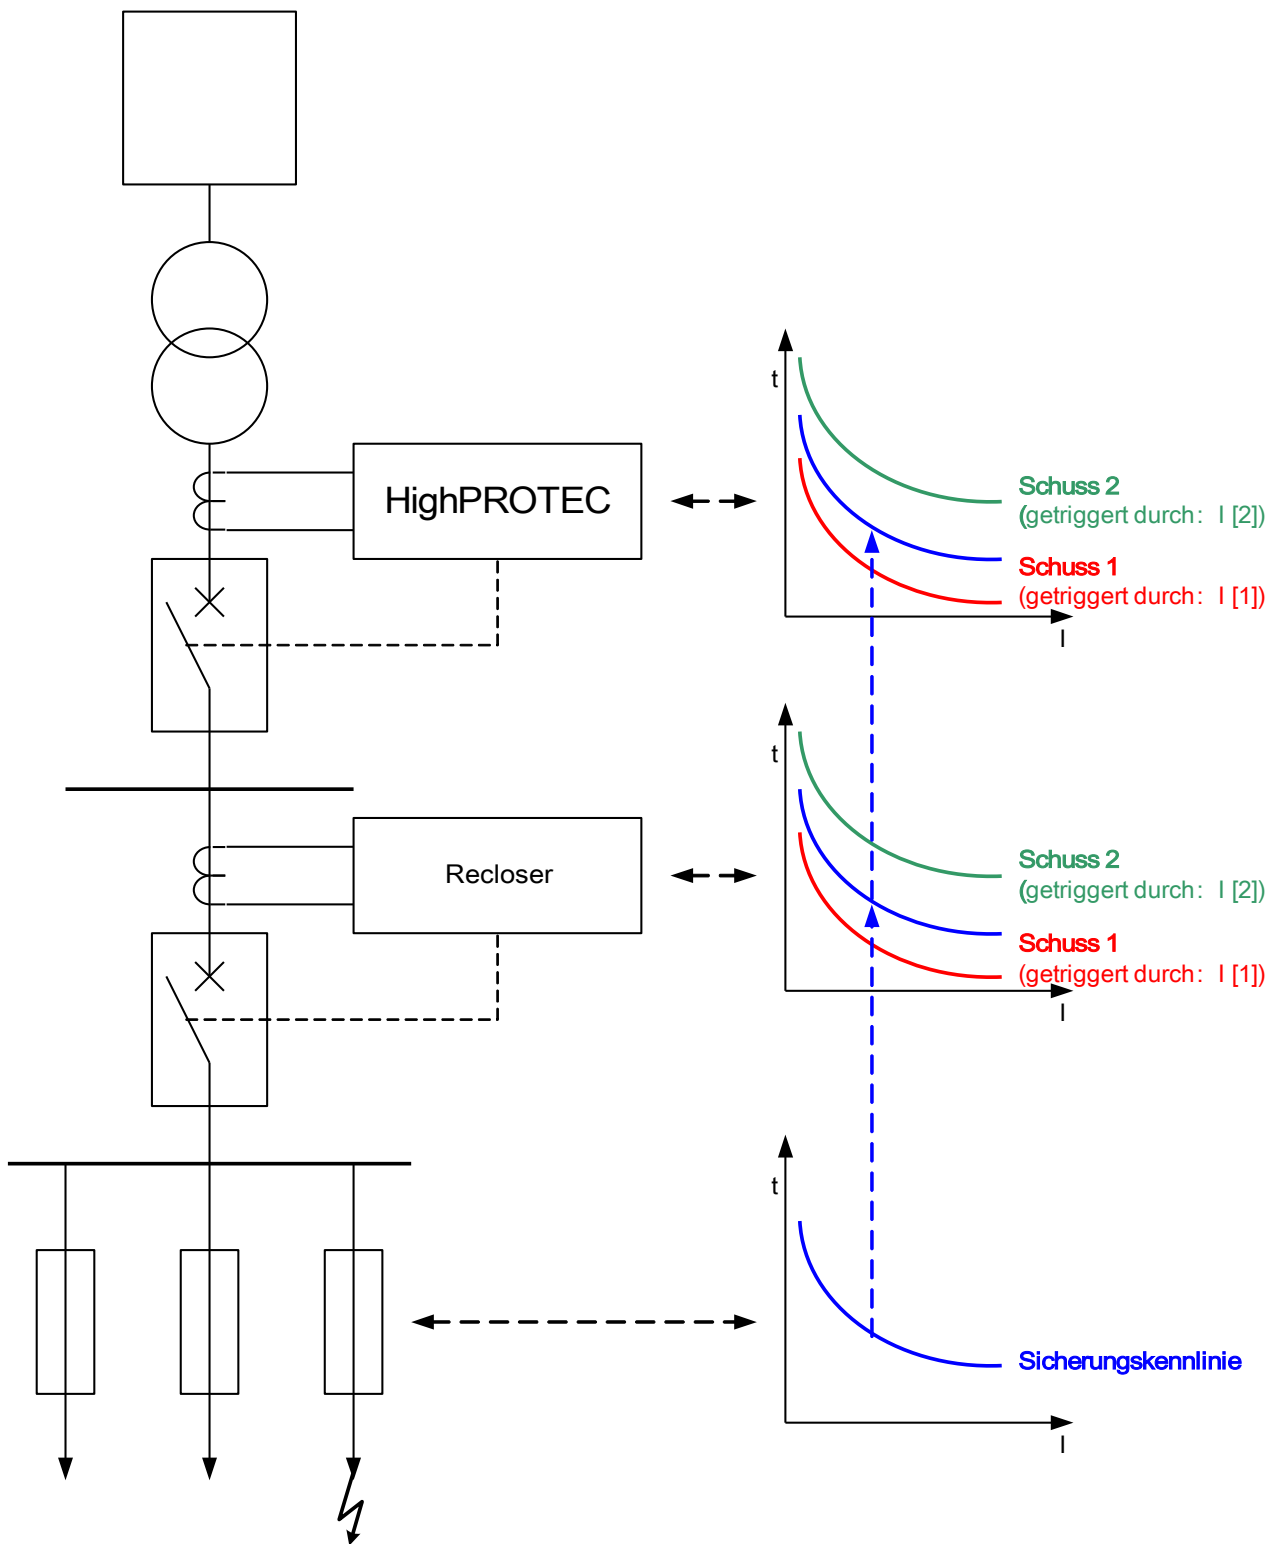 t
HighPROTEC
Schuss 2
(getriggert durch: I [2])
Schuss 1
(getriggert durch: I [1])
I
t
Recloser
Schuss 2
(getriggert durch: I [2])
Schuss 1
(getriggert durch: I [1])
I
t
Sicherungskennlinie
I